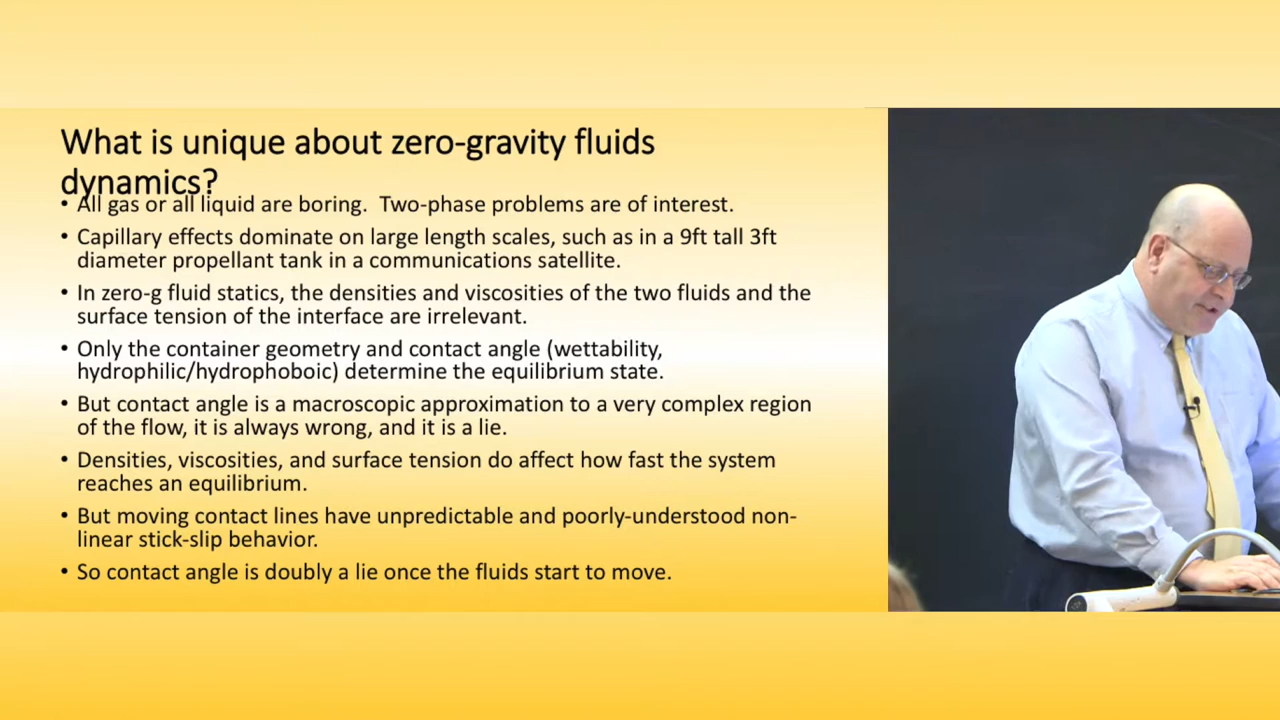 What is unique about zero-gravity fluids
dynamics?
• All gas or all liquid are boring.  Two-phase problems are of interest.
• Capillary effects dominate on large length scales, such as in a 9ft tall 3ft
diameter propellant tank in a communications satellite.
• In zero-g fluid statics, the densities and viscosities of the two fluids and the
surface tension of the interface are irrelevant.
• Only the container geometry and contact angle (wettability,
hydrophilic/hydrophoboic) determine the equilibrium state.
• But contact angle is a macroscopic approximation to a very complex region
of the flow, it is always wrong, and it is a lie.
• Densities, viscosities, and surface tension do affect how fast the system
reaches an equilibrium.
• But moving contact lines have unpredictable and poorly-understood non-
linear stick-slip behavior.
• So contact angle is doubly a lie once the fluids start to move.